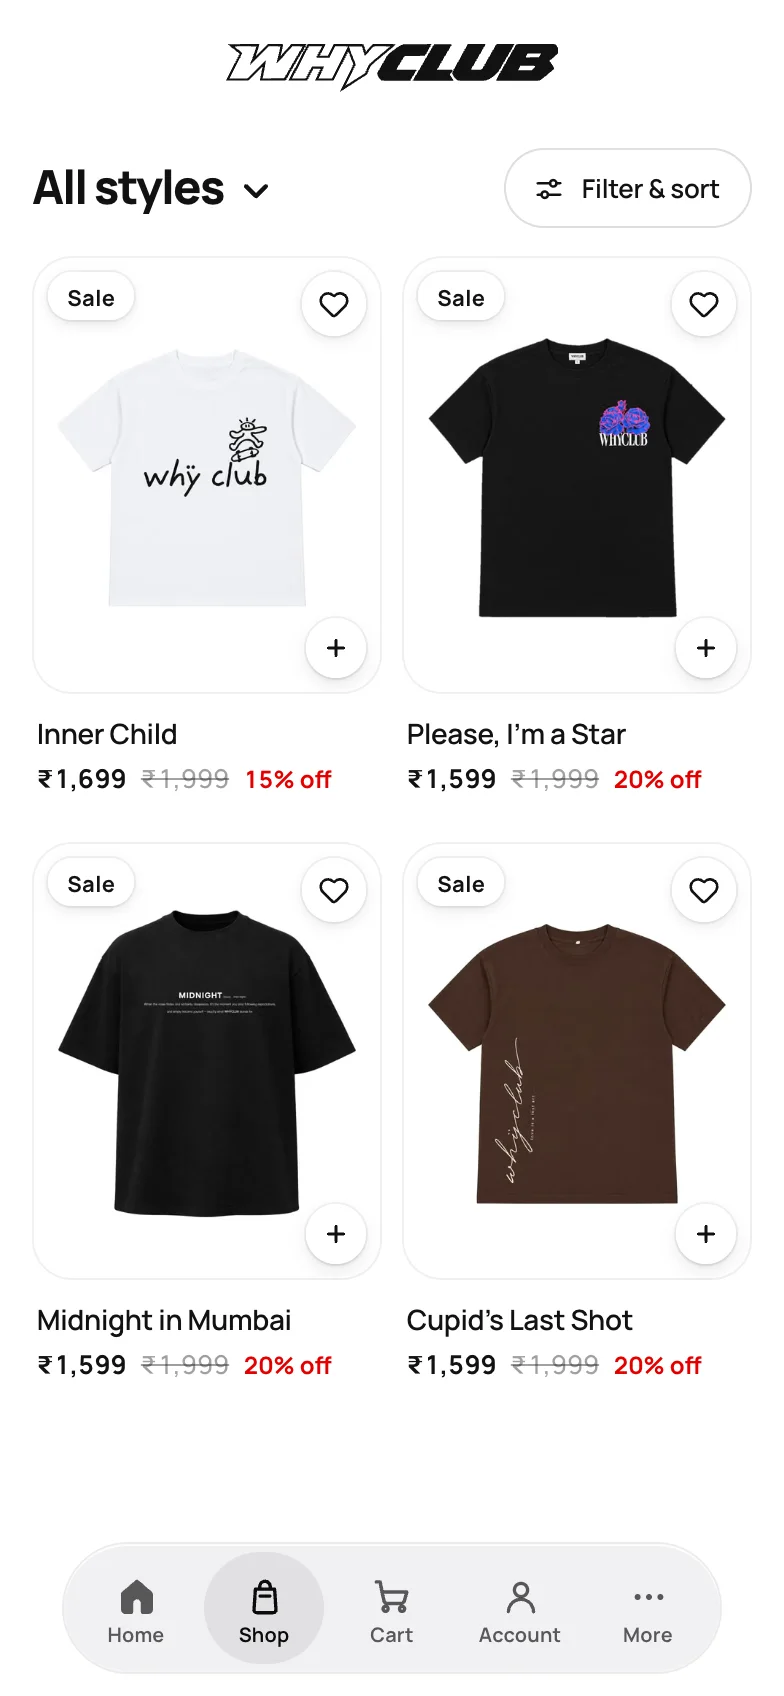 WHYCLUB
All styles
Filter & sort
Sale
Sale
whÿ club
WHYCLUB
Inner Child
₹1,699 ₹1,999 15% off
Please, I'm a Star
₹1,599 ₹1,999 20% off
Sale
Sale
MIDNIGHT
whÿclub
Midnight in Mumbai
₹1,599 ₹1,999 20% off
Cupid's Last Shot
₹1,599 ₹1,999 20% off
Home
Shop
Cart
Account
More